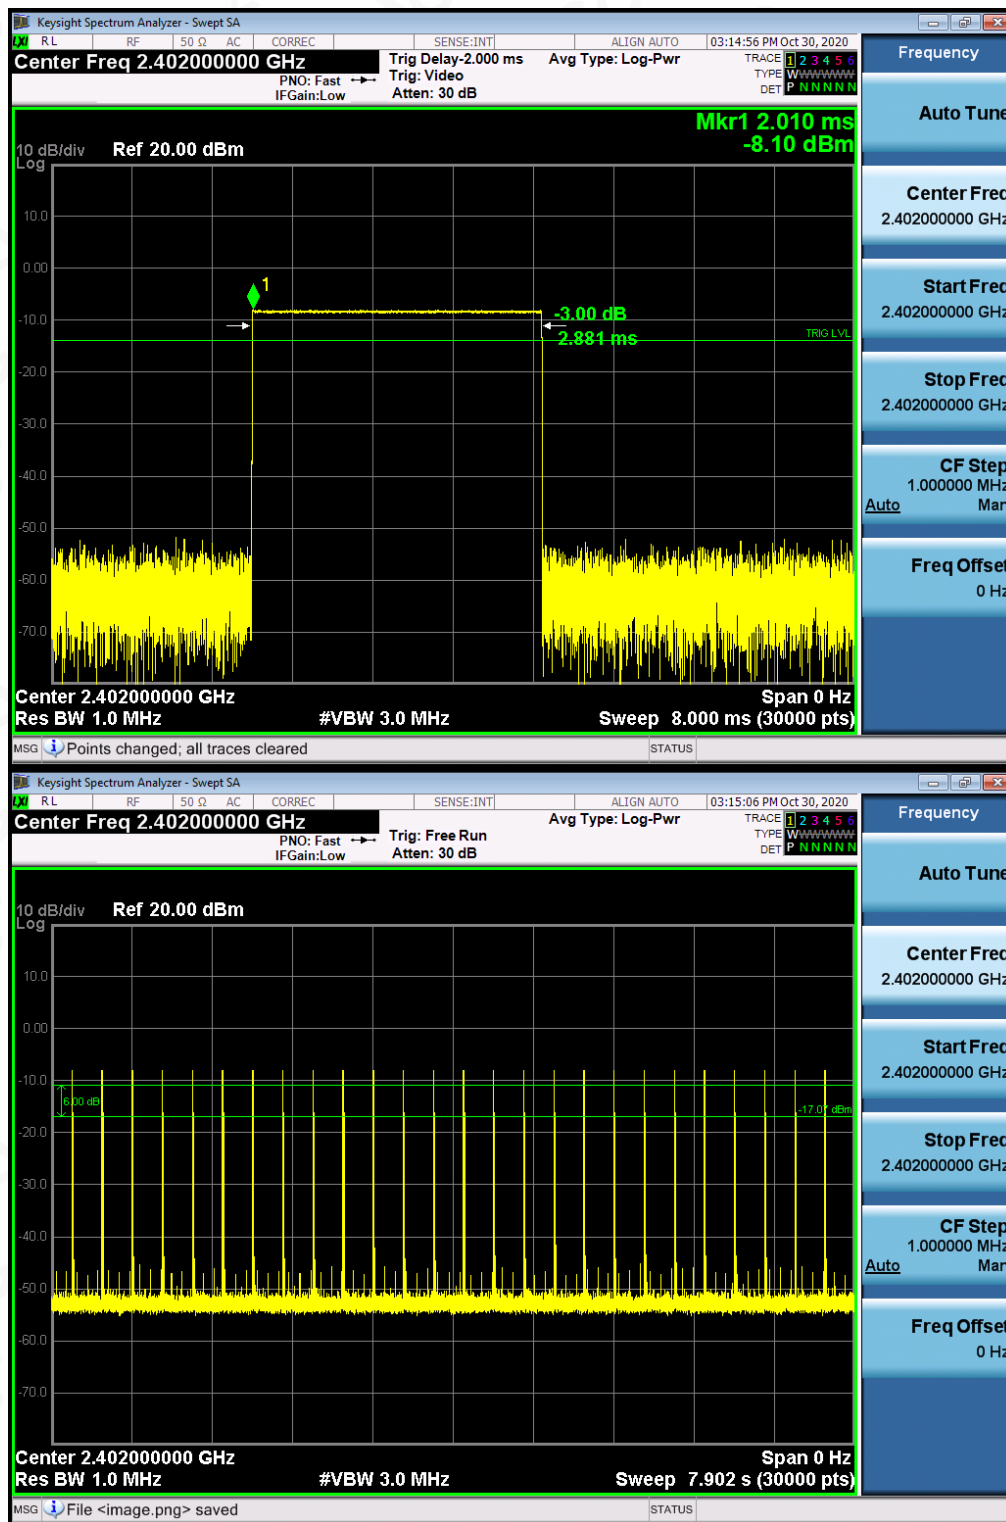 Keysight Spectrum Analyzer - Swept SA
LXI RL RF 50 Ω AC CORREC SENSE:INT ALIGN AUTO 03:14:56 PM Oct 30, 2020
Center Freq 2.402000000 GHz
PNO: Fast
IFGain:Low
Trig Delay-2.000 ms
Trig: Video
Atten: 30 dB
Avg Type: Log-Pwr
TRACE 1 2 3 4 5 6
TYPE WWWWWWW
DET P N N N N N
Mkr1 2.010 ms
-8.10 dBm
10 dB/div Ref 20.00 dBm
Log
10.0
0.00
1
-10.0
-3.00 dB
2.881 ms
TRIG LVL
-20.0
-30.0
-40.0
-50.0
-60.0
-70.0
Center 2.402000000 GHz Span 0 Hz
Res BW 1.0 MHz #VBW 3.0 MHz Sweep 8.000 ms (30000 pts)
MSG Points changed; all traces cleared STATUS
Frequency
Auto Tune
Center Freq
2.402000000 GHz
Start Freq
2.402000000 GHz
Stop Freq
2.402000000 GHz
CF Step
1.000000 MHz
Auto Man
Freq Offset
0 Hz
Keysight Spectrum Analyzer - Swept SA
LXI RL RF 50 Ω AC CORREC SENSE:INT ALIGN AUTO 03:15:06 PM Oct 30, 2020
Center Freq 2.402000000 GHz
PNO: Fast
IFGain:Low
Trig: Free Run
Atten: 30 dB
Avg Type: Log-Pwr
TRACE 1 2 3 4 5 6
TYPE WWWWWWW
DET P N N N N N
10 dB/div Ref 20.00 dBm
Log
10.0
0.00
-10.0
6.00 dB
-17.07 dBm
-20.0
-30.0
-40.0
-50.0
-60.0
-70.0
Center 2.402000000 GHz Span 0 Hz
Res BW 1.0 MHz #VBW 3.0 MHz Sweep 7.902 s (30000 pts)
MSG File <image.png> saved STATUS
Frequency
Auto Tune
Center Freq
2.402000000 GHz
Start Freq
2.402000000 GHz
Stop Freq
2.402000000 GHz
CF Step
1.000000 MHz
Auto Man
Freq Offset
0 Hz